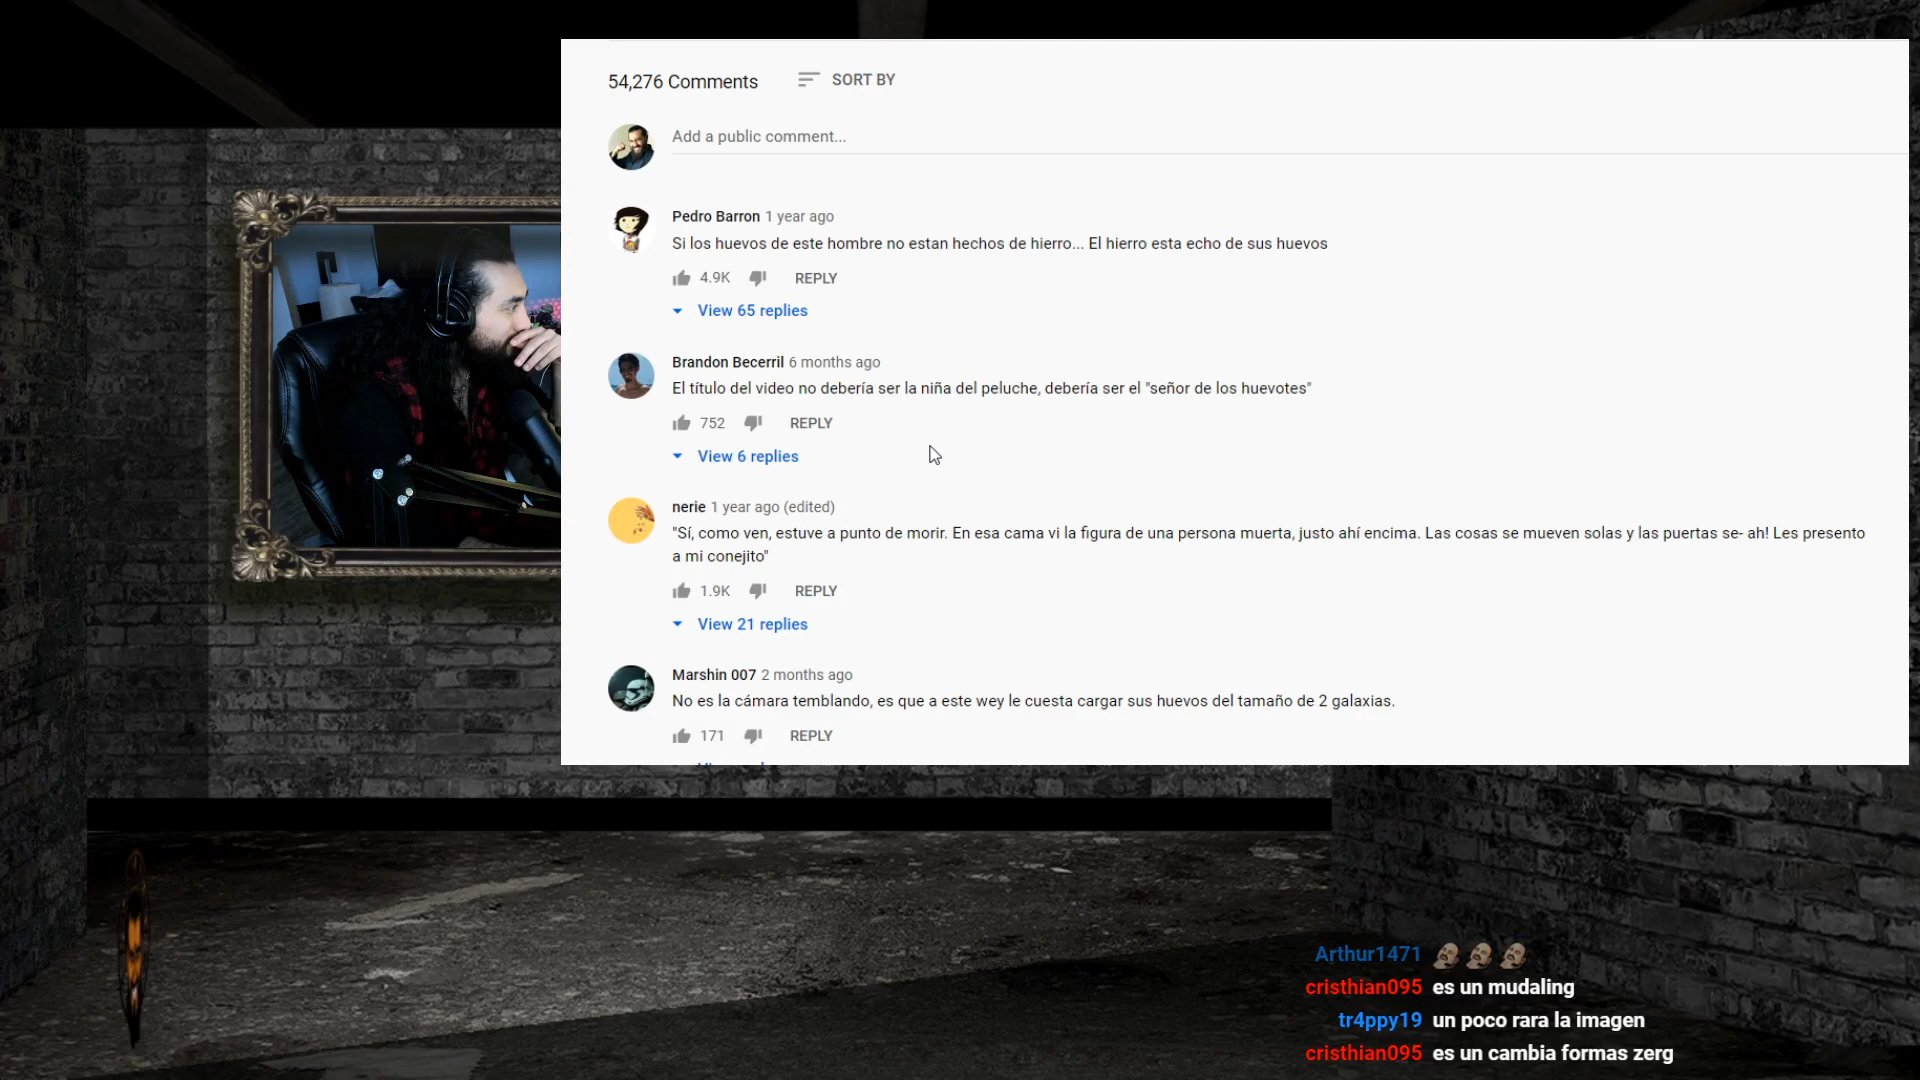 54,276 Comments
SORT BY
Add a public comment...
Pedro Barron 1 year ago
Si los huevos de este hombre no estan hechos de hierro... El hierro esta echo de sus huevos
4.9K REPLY
View 65 replies
Brandon Becerril 6 months ago
El título del video no debería ser la niña del peluche, debería ser el "señor de los huevotes"
752 REPLY
View 6 replies
nerie 1 year ago (edited)
"Sí, como ven, estuve a punto de morir. En esa cama vi la figura de una persona muerta, justo ahí encima. Las cosas se mueven solas y las puertas se- ah! Les presento
a mi conejito"
1.9K REPLY
View 21 replies
Marshin 007 2 months ago
No es la cámara temblando, es que a este wey le cuesta cargar sus huevos del tamaño de 2 galaxias.
171 REPLY
Arthur1471
cristhian095 es un mudaling
tr4ppy19 un poco rara la imagen
cristhian095 es un cambia formas zerg